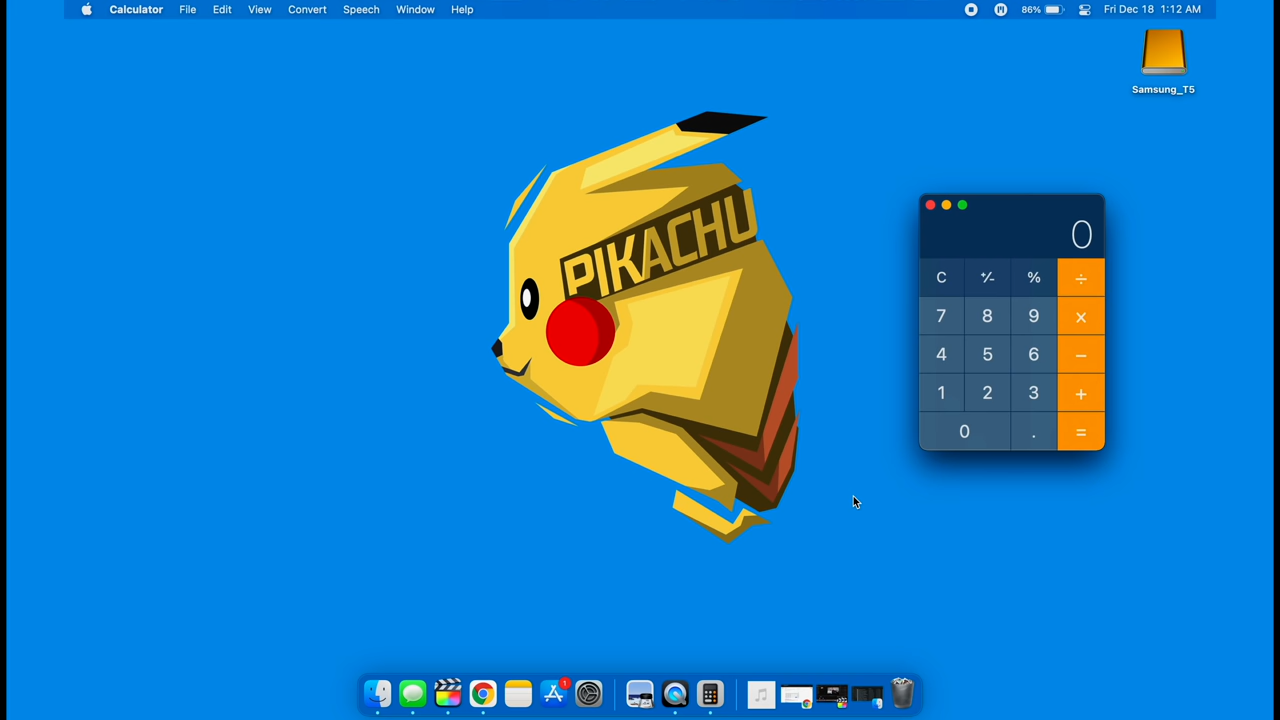 Calculator File Edit View Convert Speech Window Help 86% Fri Dec 18 1:12 AM
Samsung_T5
PIKACHU
0
C ⁺∕₋ % ÷
7 8 9 ×
4 5 6 −
1 2 3 +
0 . =
1